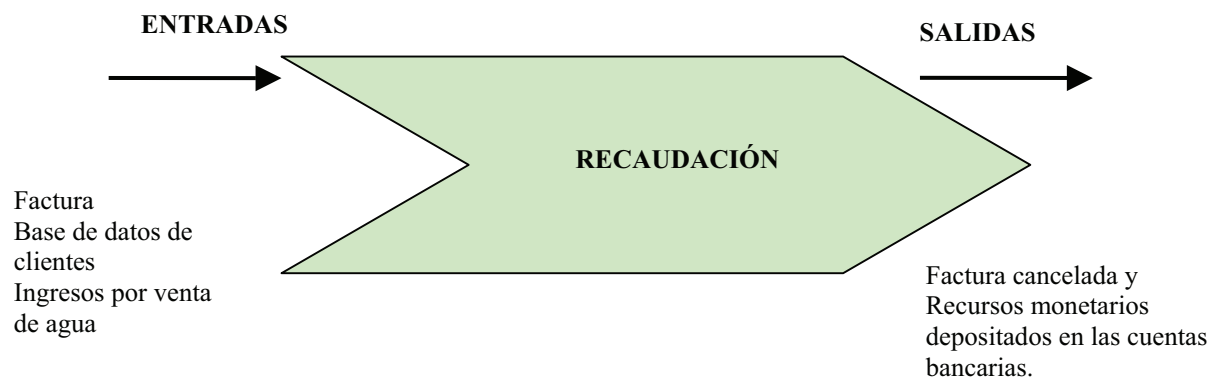 ENTRADAS
SALIDAS
RECAUDACIÓN
Factura
Base de datos de
clientes
Ingresos por venta
de agua
Factura cancelada y
Recursos monetarios
depositados en las cuentas
bancarias.